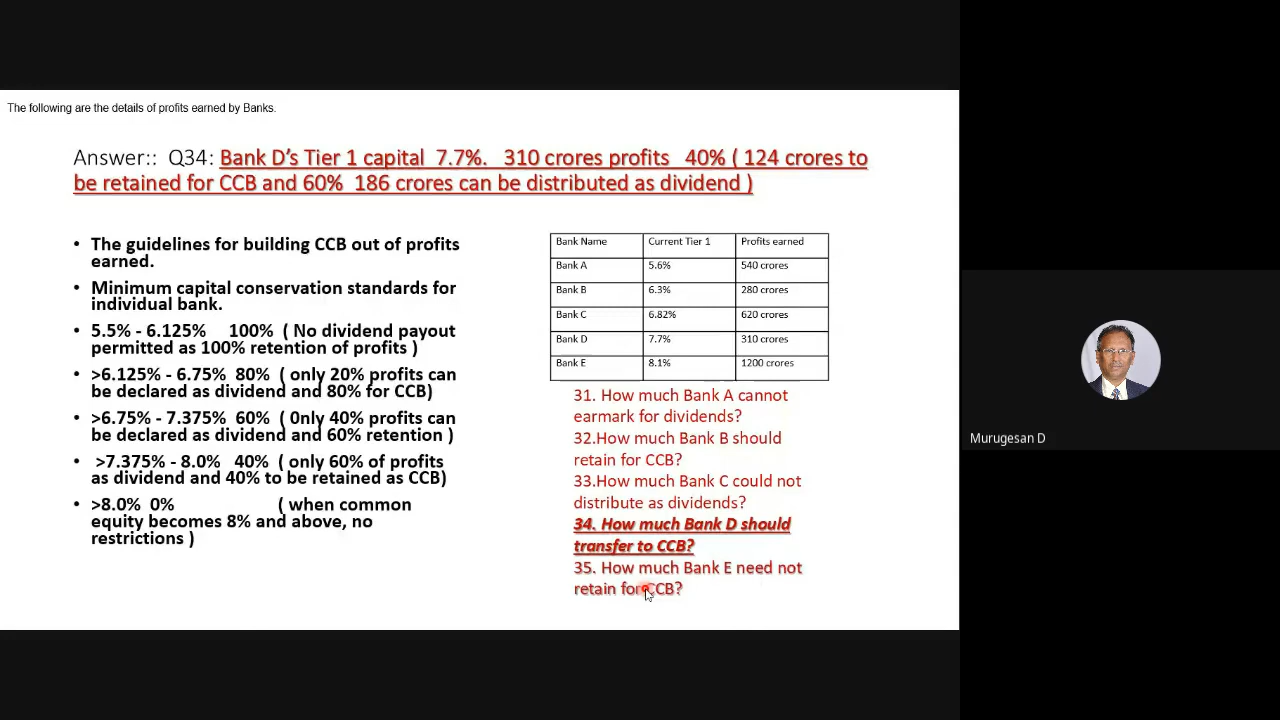 The following are the details of profits earned by Banks.
Answer:: Q34: Bank D's Tier 1 capital 7.7%. 310 crores profits 40% ( 124 crores to
be retained for CCB and 60% 186 crores can be distributed as dividend )
• The guidelines for building CCB out of profits
earned.
• Minimum capital conservation standards for
individual bank.
• 5.5% - 6.125% 100% ( No dividend payout
permitted as 100% retention of profits )
• >6.125% - 6.75% 80% ( only 20% profits can
be declared as dividend and 80% for CCB)
• >6.75% - 7.375% 60% ( 0nly 40% profits can
be declared as dividend and 60% retention )
• >7.375% - 8.0% 40% ( only 60% of profits
as dividend and 40% to be retained as CCB)
• >8.0% 0% ( when common
equity becomes 8% and above, no
restrictions )
Bank Name Current Tier 1 Profits earned
Bank A 5.6% 540 crores
Bank B 6.3% 280 crores
Bank C 6.82% 620 crores
Bank D 7.7% 310 crores
Bank E 8.1% 1200 crores
31. How much Bank A cannot
earmark for dividends?
32.How much Bank B should
retain for CCB?
33.How much Bank C could not
distribute as dividends?
34. How much Bank D should
transfer to CCB?
35. How much Bank E need not
retain for CCB?
Murugesan D